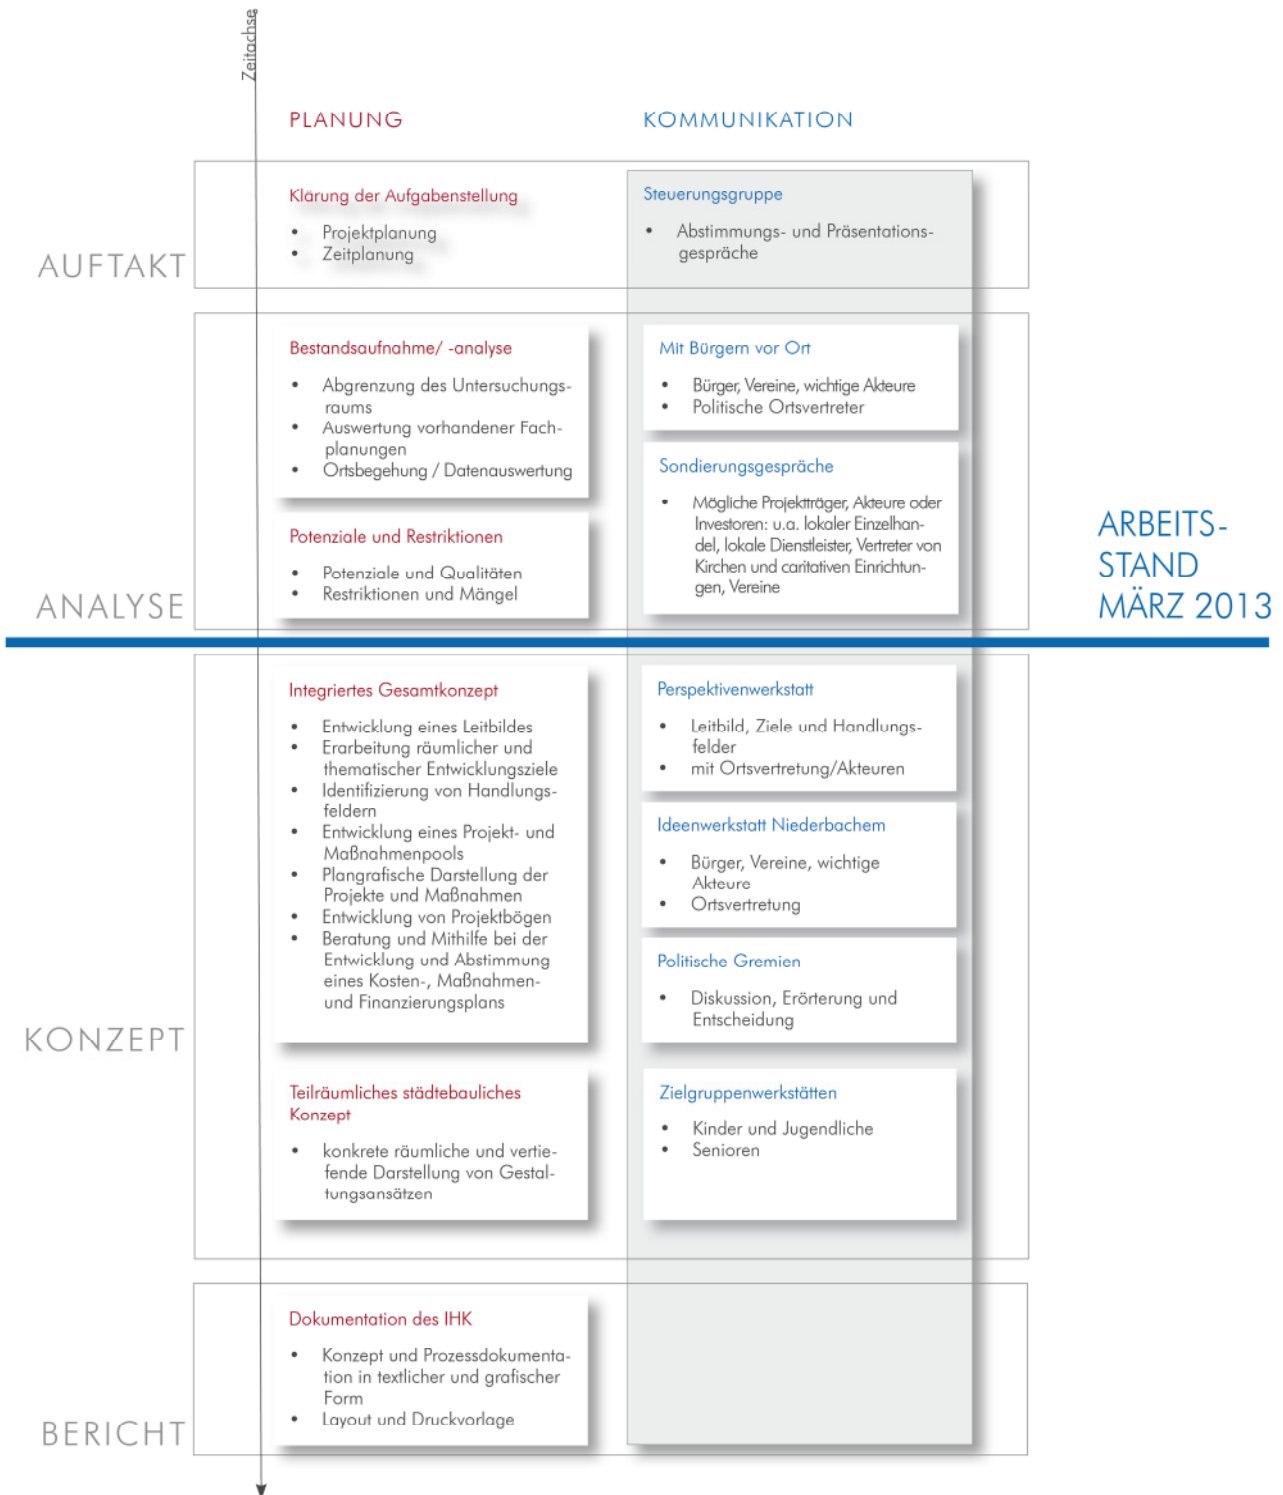 Zeitachse
PLANUNG
KOMMUNIKATION
AUFTAKT
Klärung der Aufgabenstellung
• Projektplanung
• Zeitplanung
Steuerungsgruppe
• Abstimmungs- und Präsentations-
gespräche
ANALYSE
Bestandsaufnahme/ -analyse
• Abgrenzung des Untersuchungs-
raums
• Auswertung vorhandener Fach-
planungen
• Ortsbegehung / Datenauswertung
Potenziale und Restriktionen
• Potenziale und Qualitäten
• Restriktionen und Mängel
Mit Bürgern vor Ort
• Bürger, Vereine, wichtige Akteure
• Politische Ortsvertreter
Sondierungsgespräche
• Mögliche Projektträger, Akteure oder
Investoren: u.a. lokaler Einzelhan-
del, lokale Dienstleister, Vertreter von
Kirchen und caritativen Einrichtun-
gen, Vereine
ARBEITS-
STAND
MÄRZ 2013
KONZEPT
Integriertes Gesamtkonzept
• Entwicklung eines Leitbildes
• Erarbeitung räumlicher und
thematischer Entwicklungsziele
• Identifizierung von Handlungs-
feldern
• Entwicklung eines Projekt- und
Maßnahmenpools
• Plangrafische Darstellung der
Projekte und Maßnahmen
• Entwicklung von Projektbögen
• Beratung und Mithilfe bei der
Entwicklung und Abstimmung
eines Kosten-, Maßnahmen-
und Finanzierungsplans
Teilräumliches städtebauliches
Konzept
• konkrete räumliche und vertie-
fende Darstellung von Gestal-
tungsansätzen
Perspektivenwerkstatt
• Leitbild, Ziele und Handlungs-
felder
• mit Ortsvertretung/Akteuren
Ideenwerkstatt Niederbachem
• Bürger, Vereine, wichtige
Akteure
• Ortsvertretung
Politische Gremien
• Diskussion, Erörterung und
Entscheidung
Zielgruppenwerkstätten
• Kinder und Jugendliche
• Senioren
BERICHT
Dokumentation des IHK
• Konzept und Prozessdokumenta-
tion in textlicher und grafischer
Form
• Layout und Druckvorlage